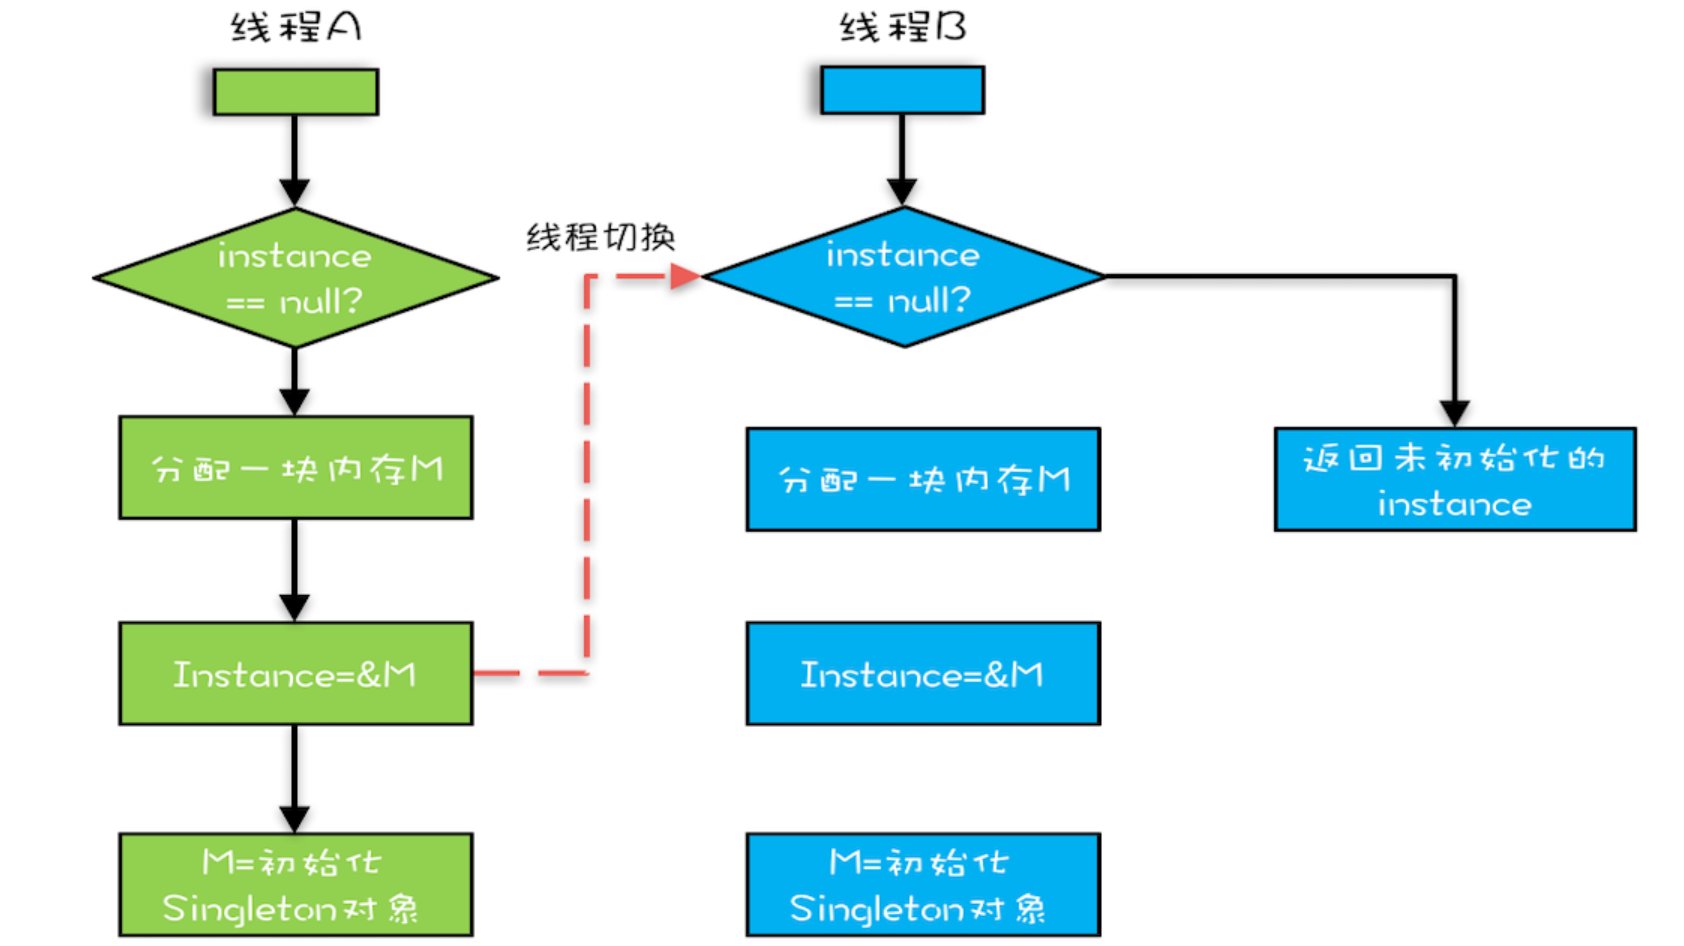 线程A
线程B
instance
== null?
线程切换
instance
== null?
分配一块内存M
分配一块内存M
返回未初始化的
instance
Instance=&M
Instance=&M
M=初始化
Singleton对象
M=初始化
Singleton对象